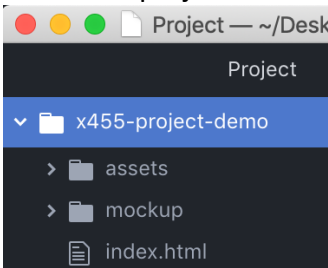 Project — ~/Desk
Project
x455-project-demo
assets
mockup
index.html